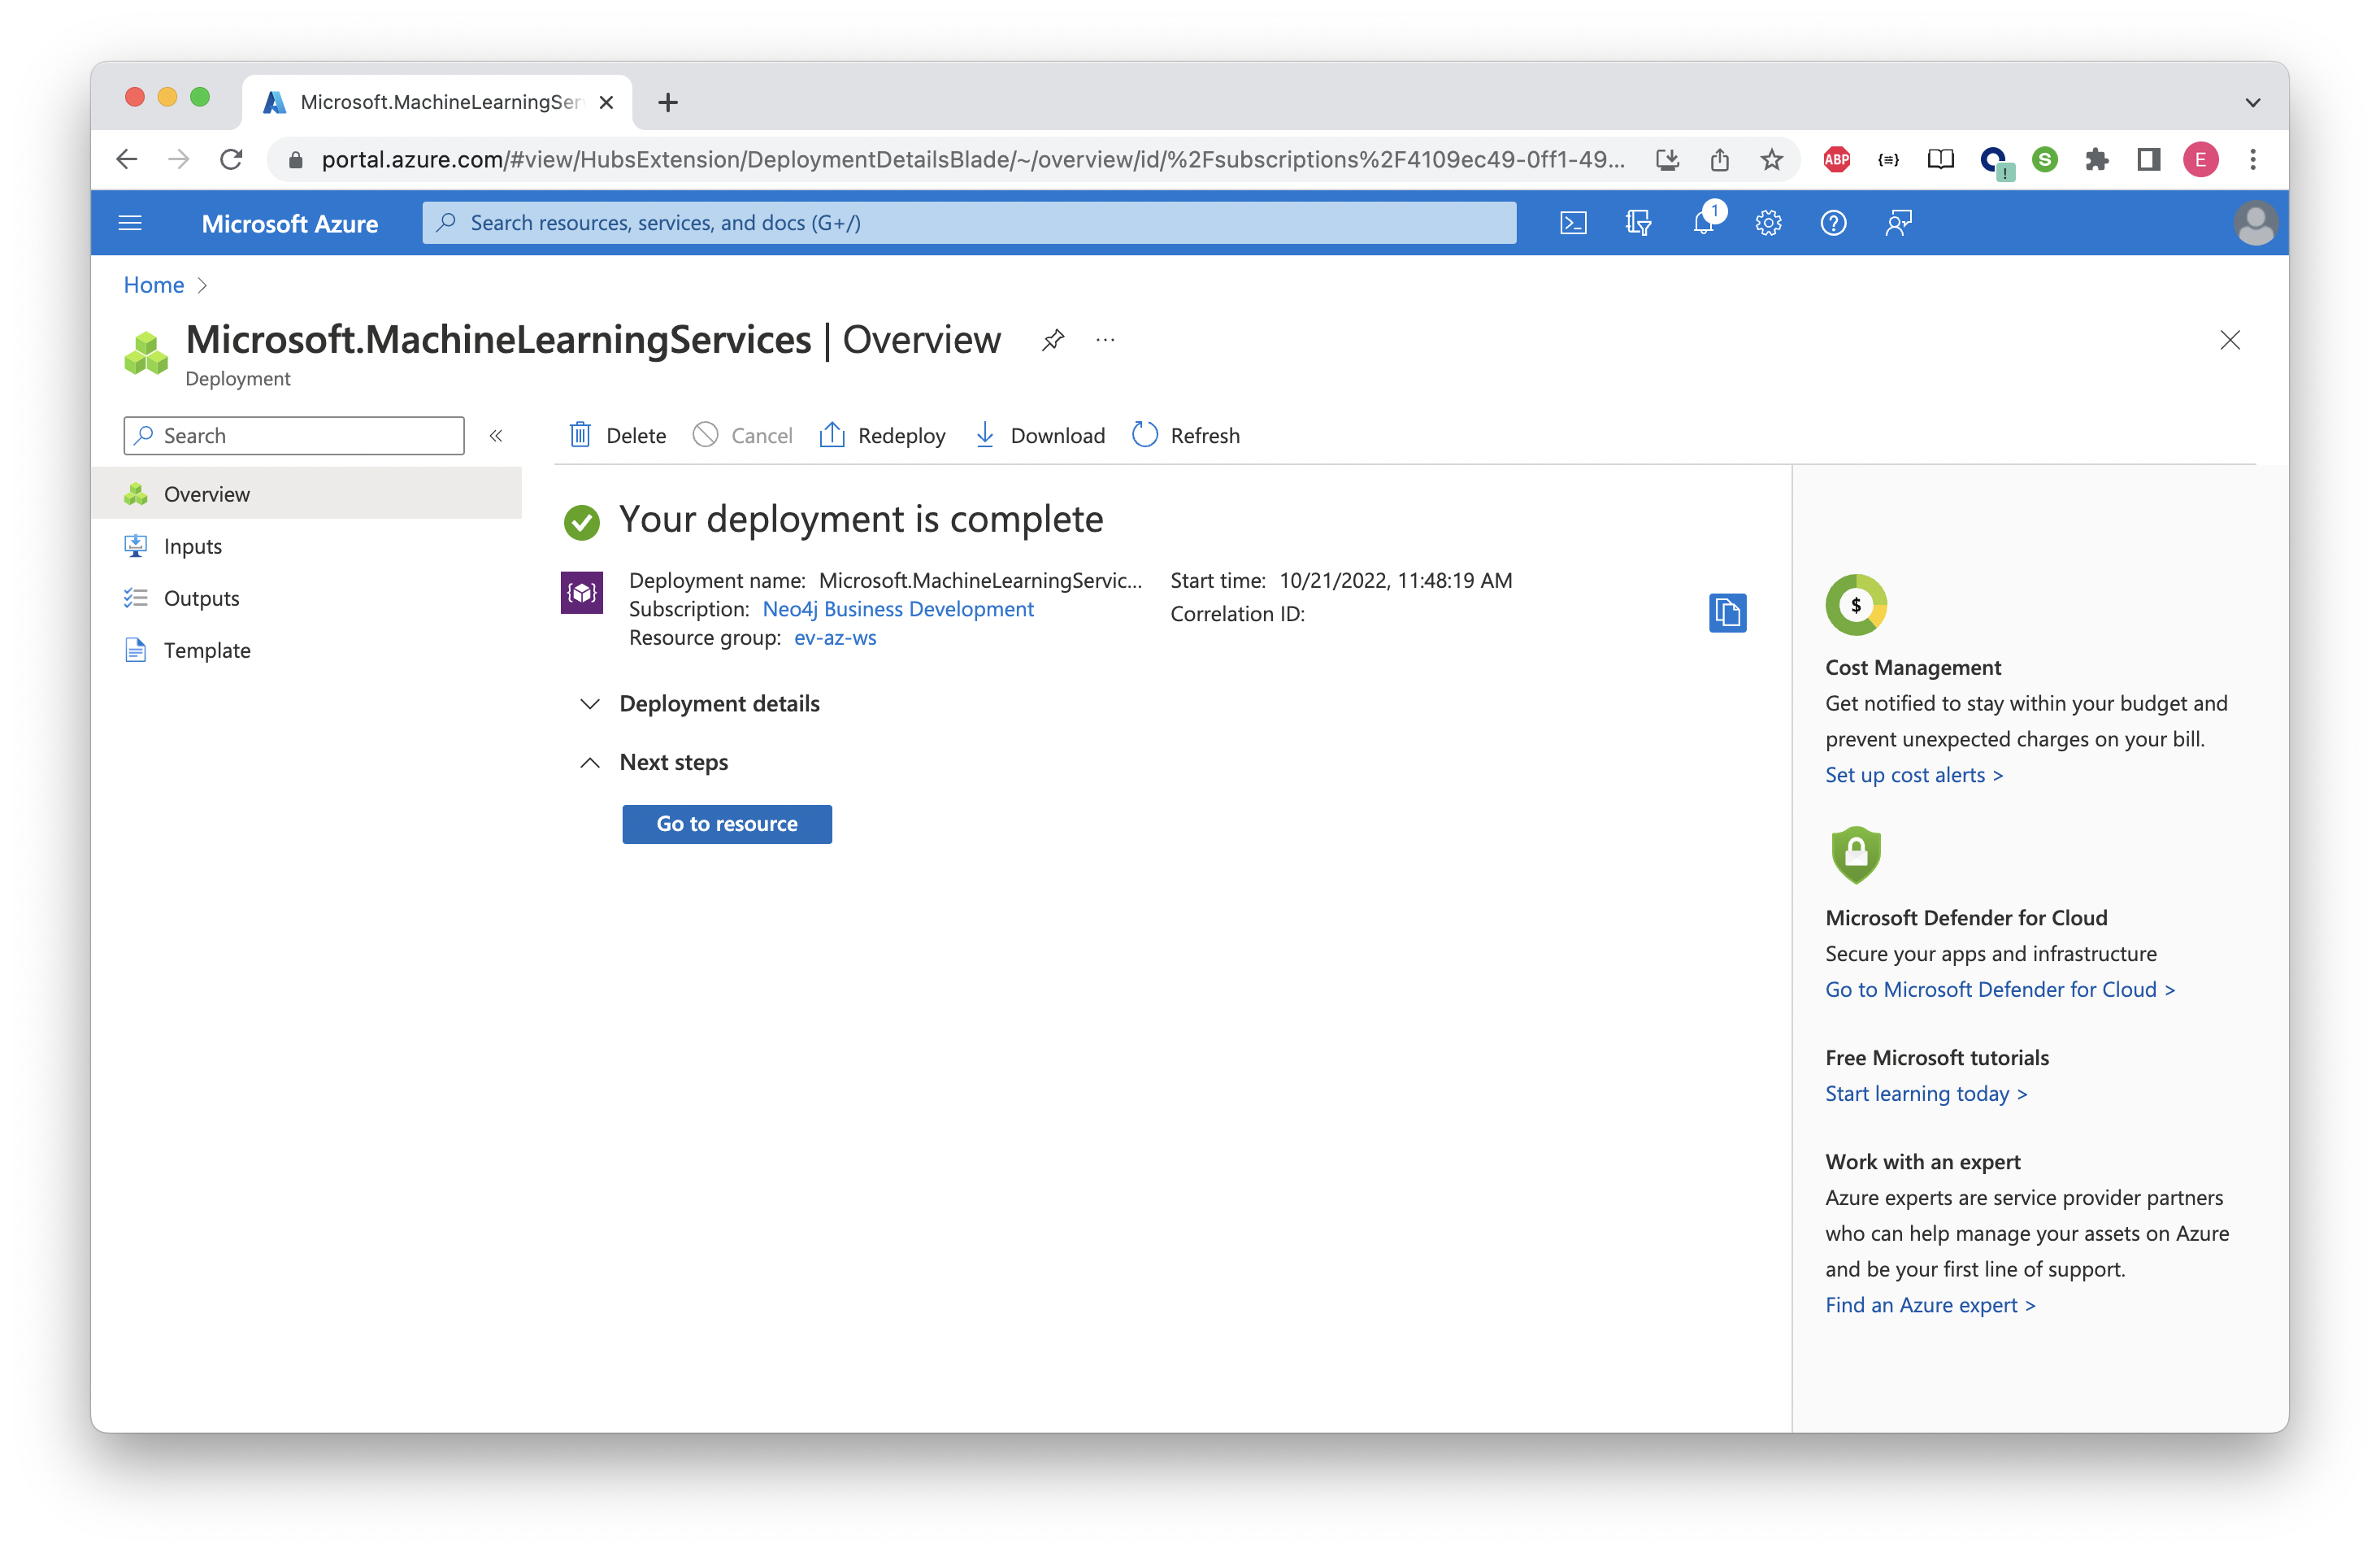 Microsoft.MachineLearningSer
portal.azure.com/#view/HubsExtension/DeploymentDetailsBlade/~/overview/id/%2Fsubscriptions%2F4109ec49-0ff1-49...
ABP
S
E
Microsoft Azure
Search resources, services, and docs (G+/)
1
Home >
Microsoft.MachineLearningServices | Overview
Deployment
Search
Delete
Cancel
Redeploy
Download
Refresh
Overview
Inputs
Outputs
Template
Your deployment is complete
Deployment name: Microsoft.MachineLearningServic...
Subscription: Neo4j Business Development
Resource group: ev-az-ws
Start time: 10/21/2022, 11:48:19 AM
Correlation ID:
Deployment details
Next steps
Go to resource
$
Cost Management
Get notified to stay within your budget and
prevent unexpected charges on your bill.
Set up cost alerts >
Microsoft Defender for Cloud
Secure your apps and infrastructure
Go to Microsoft Defender for Cloud >
Free Microsoft tutorials
Start learning today >
Work with an expert
Azure experts are service provider partners
who can help manage your assets on Azure
and be your first line of support.
Find an Azure expert >